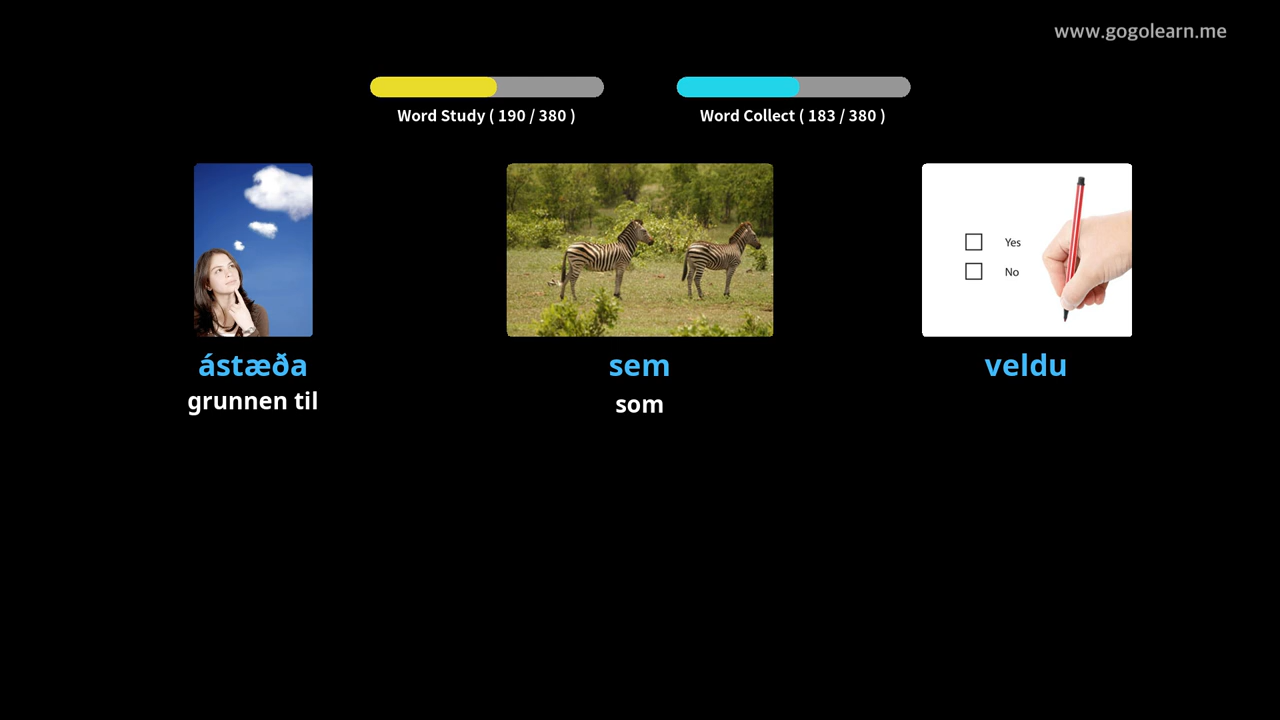 www.gogolearn.me
Word Study ( 190 / 380 )
Word Collect ( 183 / 380 )
Yes
No
ástæða
sem
veldu
grunnen til
som